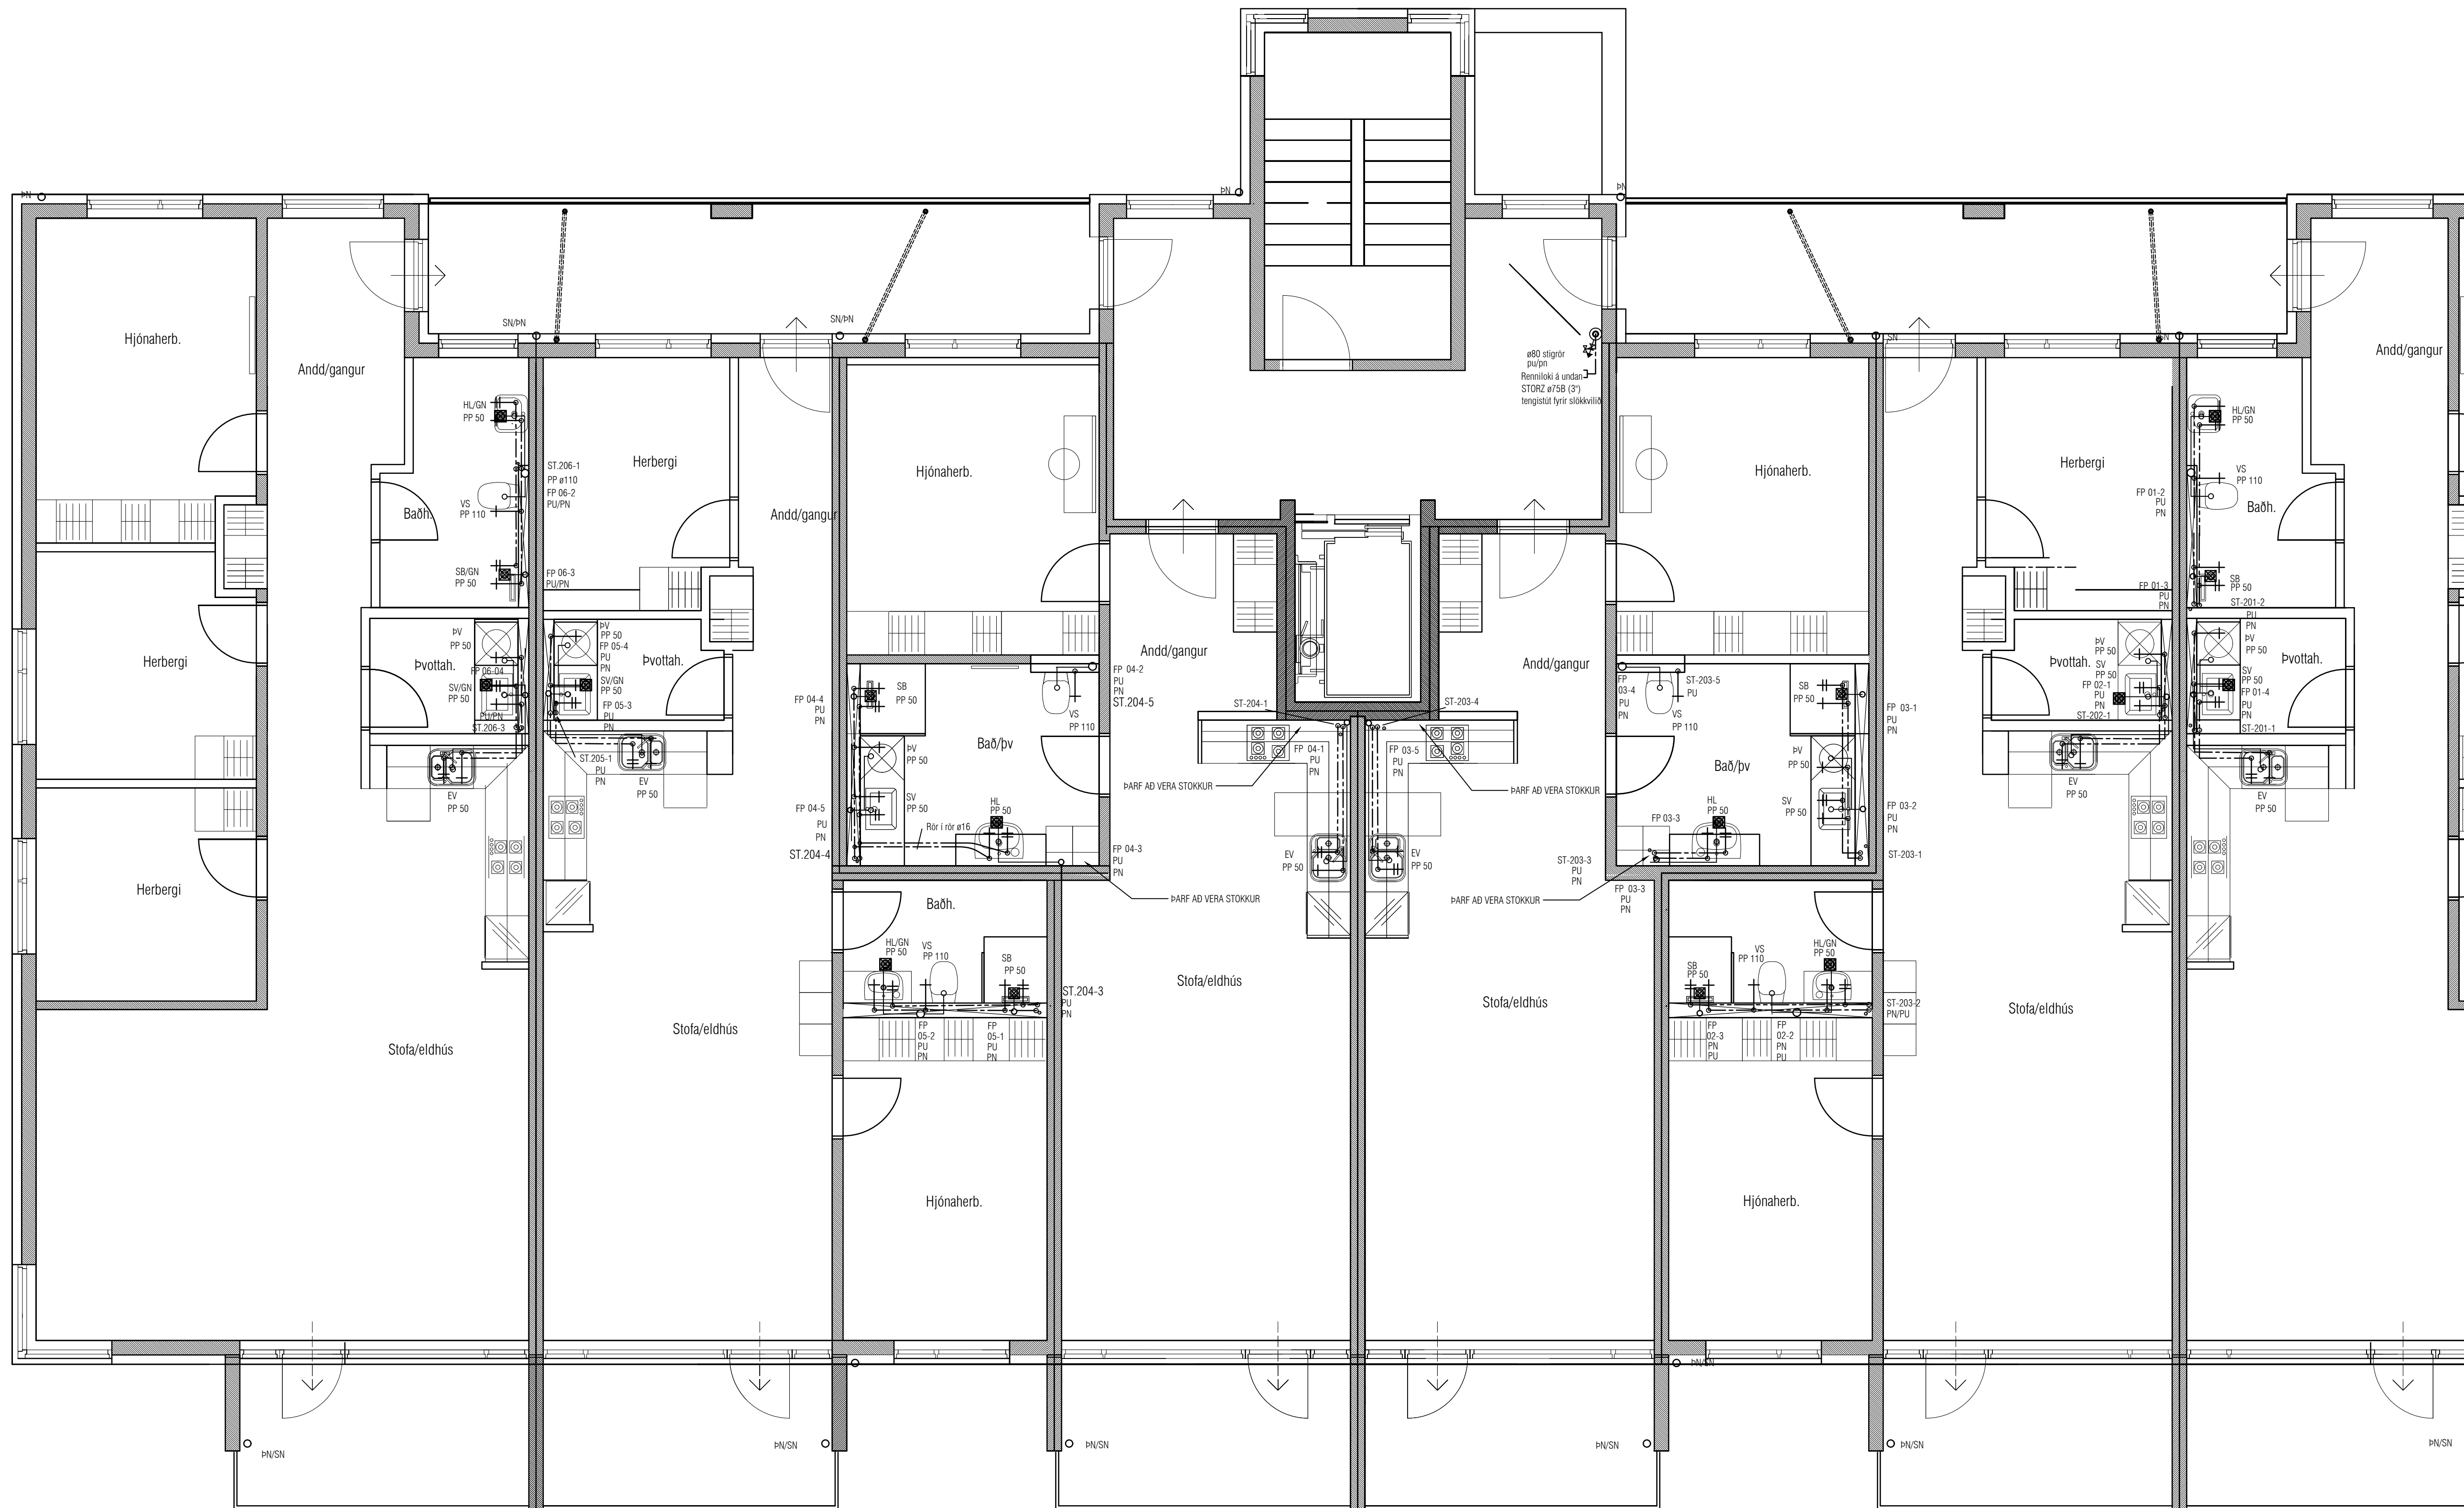 ÞN
ÞN
ÞN
SN/ÞN
SN/ÞN
SN
Hjónaherb.
Andd/gangur
Andd/gangur
ø80 stigrör
pu/pn
Renniloki á undan
STORZ ø75B (3")
tengistút fyrir slökkvilið
HL/GN
PP 50
HL/GN
PP 50
Herbergi
Hjónaherb.
Hjónaherb.
Herbergi
ST.206-1
PP ø110
FP 06-2
PU/PN
VS
PP 110
Baðh.
Andd/gangur
FP 01-2
PU
PN
VS
PP 110
Baðh.
SB/GN
PP 50
FP 06-3
PU/PN
FP 01-3
PU
PN
SB
PP 50
ST-201-2
PU
PN
ÞV
PP 50
FP 06-04
SV/GN
PP 50
PU/PN
ST.206-3
Þvottah.
ÞV
PP 50
FP 05-4
PU
PN
SV/GN
PP 50
FP 05-3
PU
PN
Þvottah.
Herbergi
Andd/gangur
Andd/gangur
FP 04-4
PU
PN
SB
PP 50
FP 04-2
PU
PN
ST.204-5
VS
PP 110
ST-204-1
ST-203-4
FP 03-4
PU
PN
ST-203-5
PU
VS
PP 110
SB
PP 50
FP 03-1
PU
PN
Þvottah.
ÞV
PP 50
SV
PP 50
FP 02-1
PU
PN
ST-202-1
ÞV
PP 50
SV
PP 50
FP 01-4
PU
PN
ST-201-1
Þvottah.
ST.205-1
PU
PN
EV
PP 50
EV
PP 50
ÞV
PP 50
Bað/þv
FP 04-1
PU
PN
FP 03-5
PU
PN
Bað/þv
ÞV
PP 50
EV
PP 50
EV
PP 50
ÞARF AÐ VERA STOKKUR
ÞARF AÐ VERA STOKKUR
FP 04-5
PU
PN
ST.204-4
SV
PP 50
Rör í rör ø16
HL
PP 50
FP 04-3
PU
PN
EV
PP 50
EV
PP 50
FP 03-3
HL
PP 50
SV
PP 50
FP 03-2
PU
PN
ST-203-1
ST-203-3
PU
PN
FP 03-3
PU
PN
ÞARF AÐ VERA STOKKUR
ÞARF AÐ VERA STOKKUR
Herbergi
Baðh.
HL/GN
PP 50
VS
PP 110
SB
PP 50
ST.204-3
PU
PN
Stofa/eldhús
Stofa/eldhús
SB
PP 50
VS
PP 110
HL/GN
PP 50
ST-203-2
PN/PU
Stofa/eldhús
Stofa/eldhús
Stofa/eldhús
FP
05-2
PU
PN
FP
05-1
PU
PN
FP
02-3
PN
PU
FP
02-2
PN
PU
Hjónaherb.
Hjónaherb.
ÞN/SN
ÞN/SN
ÞN/SN
ÞN/SN
ÞN/SN
ÞN/SN
ÞN/SN